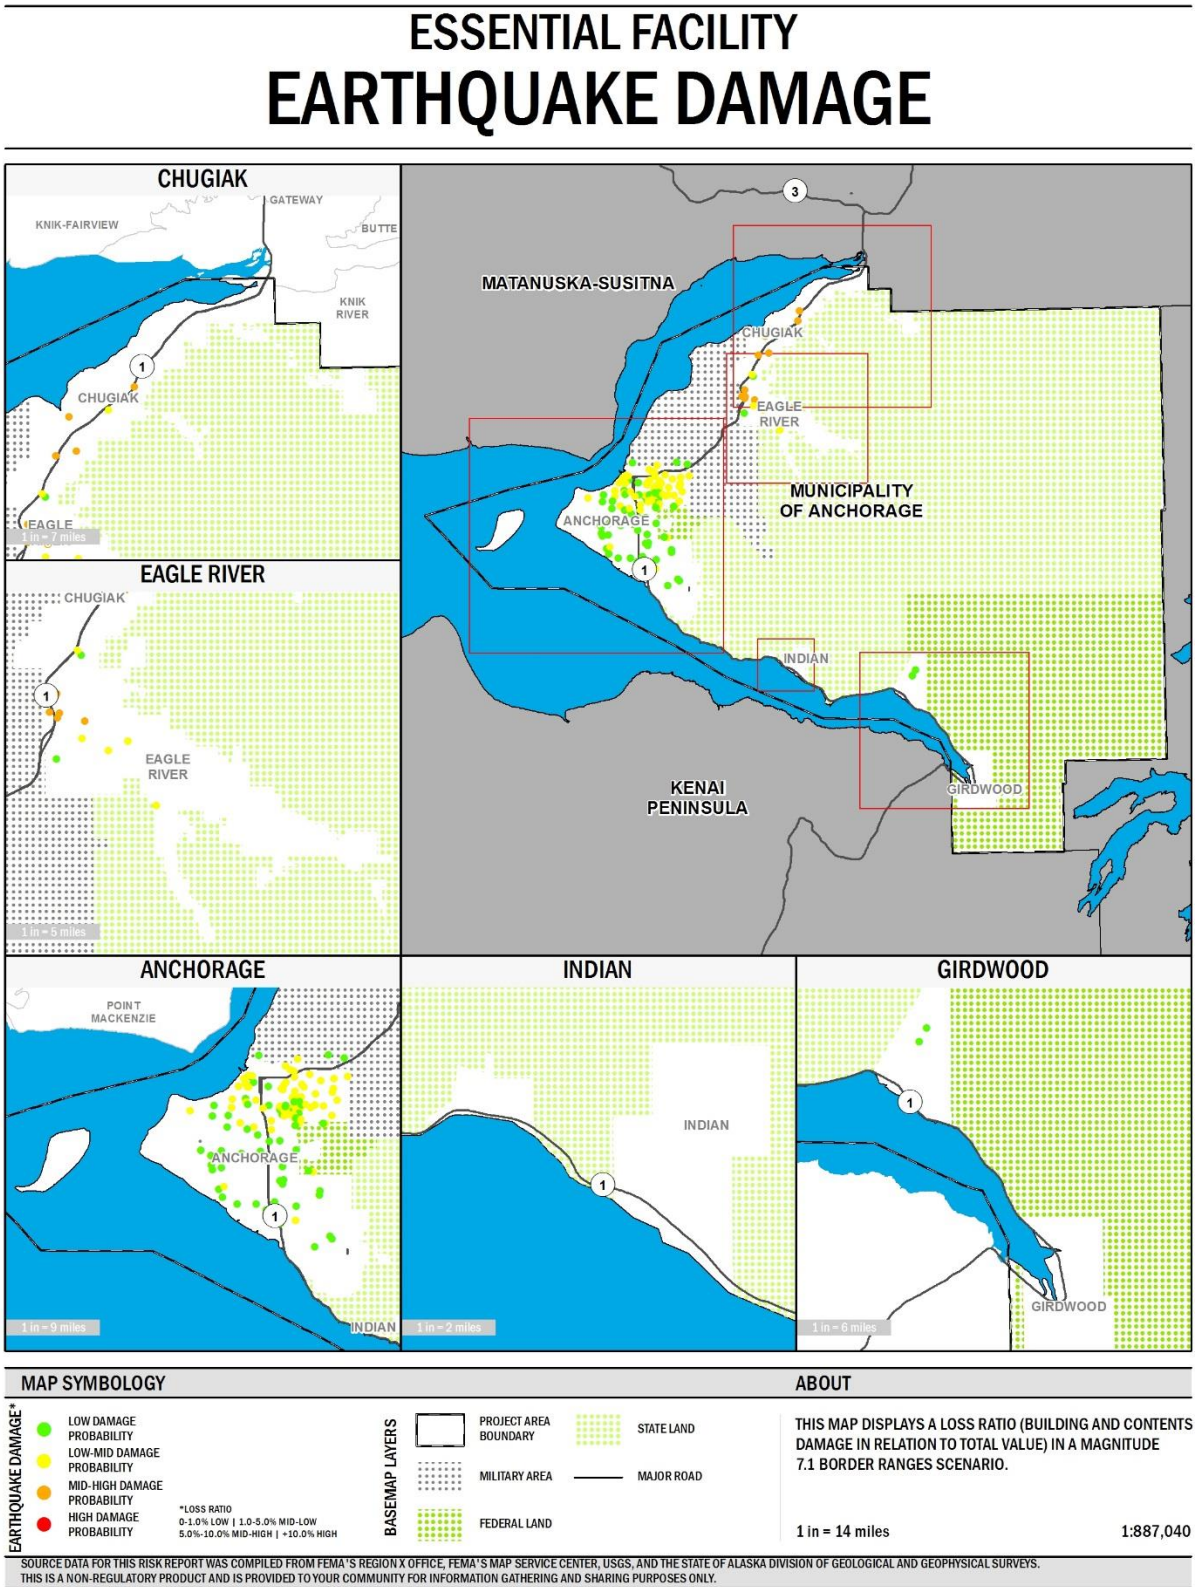 ESSENTIAL FACILITY
EARTHQUAKE DAMAGE
CHUGIAK
GATEWAY
KNIK-FAIRVIEW
BUTTE
KNIK
RIVER
1
CHUGIAK
EAGLE
1 in = 7 miles
3
MATANUSKA-SUSITNA
CHUGIAK
EAGLE
RIVER
MUNICIPALITY
OF ANCHORAGE
ANCHORAGE
1
INDIAN
KENAI
PENINSULA
GIRDWOOD
EAGLE RIVER
CHUGIAK
1
EAGLE
RIVER
1 in = 5 miles
ANCHORAGE
POINT
MACKENZIE
ANCHORAGE
1
INDIAN
1 in = 9 miles
INDIAN
INDIAN
1
1 in = 2 miles
GIRDWOOD
1
GIRDWOOD
1 in = 6 miles
MAP SYMBOLOGY
EARTHQUAKE DAMAGE*
LOW DAMAGE
PROBABILITY
LOW-MID DAMAGE
PROBABILITY
MID-HIGH DAMAGE
PROBABILITY
HIGH DAMAGE
PROBABILITY
*LOSS RATIO
0-1.0% LOW | 1.0-5.0% MID-LOW
5.0%-10.0% MID-HIGH | +10.0% HIGH
BASEMAP LAYERS
PROJECT AREA
BOUNDARY
STATE LAND
MILITARY AREA
MAJOR ROAD
FEDERAL LAND
ABOUT
THIS MAP DISPLAYS A LOSS RATIO (BUILDING AND CONTENTS
DAMAGE IN RELATION TO TOTAL VALUE) IN A MAGNITUDE
7.1 BORDER RANGES SCENARIO.
1 in = 14 miles
1:887,040
SOURCE DATA FOR THIS RISK REPORT WAS COMPILED FROM FEMA'S REGION X OFFICE, FEMA'S MAP SERVICE CENTER, USGS, AND THE STATE OF ALASKA DIVISION OF GEOLOGICAL AND GEOPHYSICAL SURVEYS.
THIS IS A NON-REGULATORY PRODUCT AND IS PROVIDED TO YOUR COMMUNITY FOR INFORMATION GATHERING AND SHARING PURPOSES ONLY.